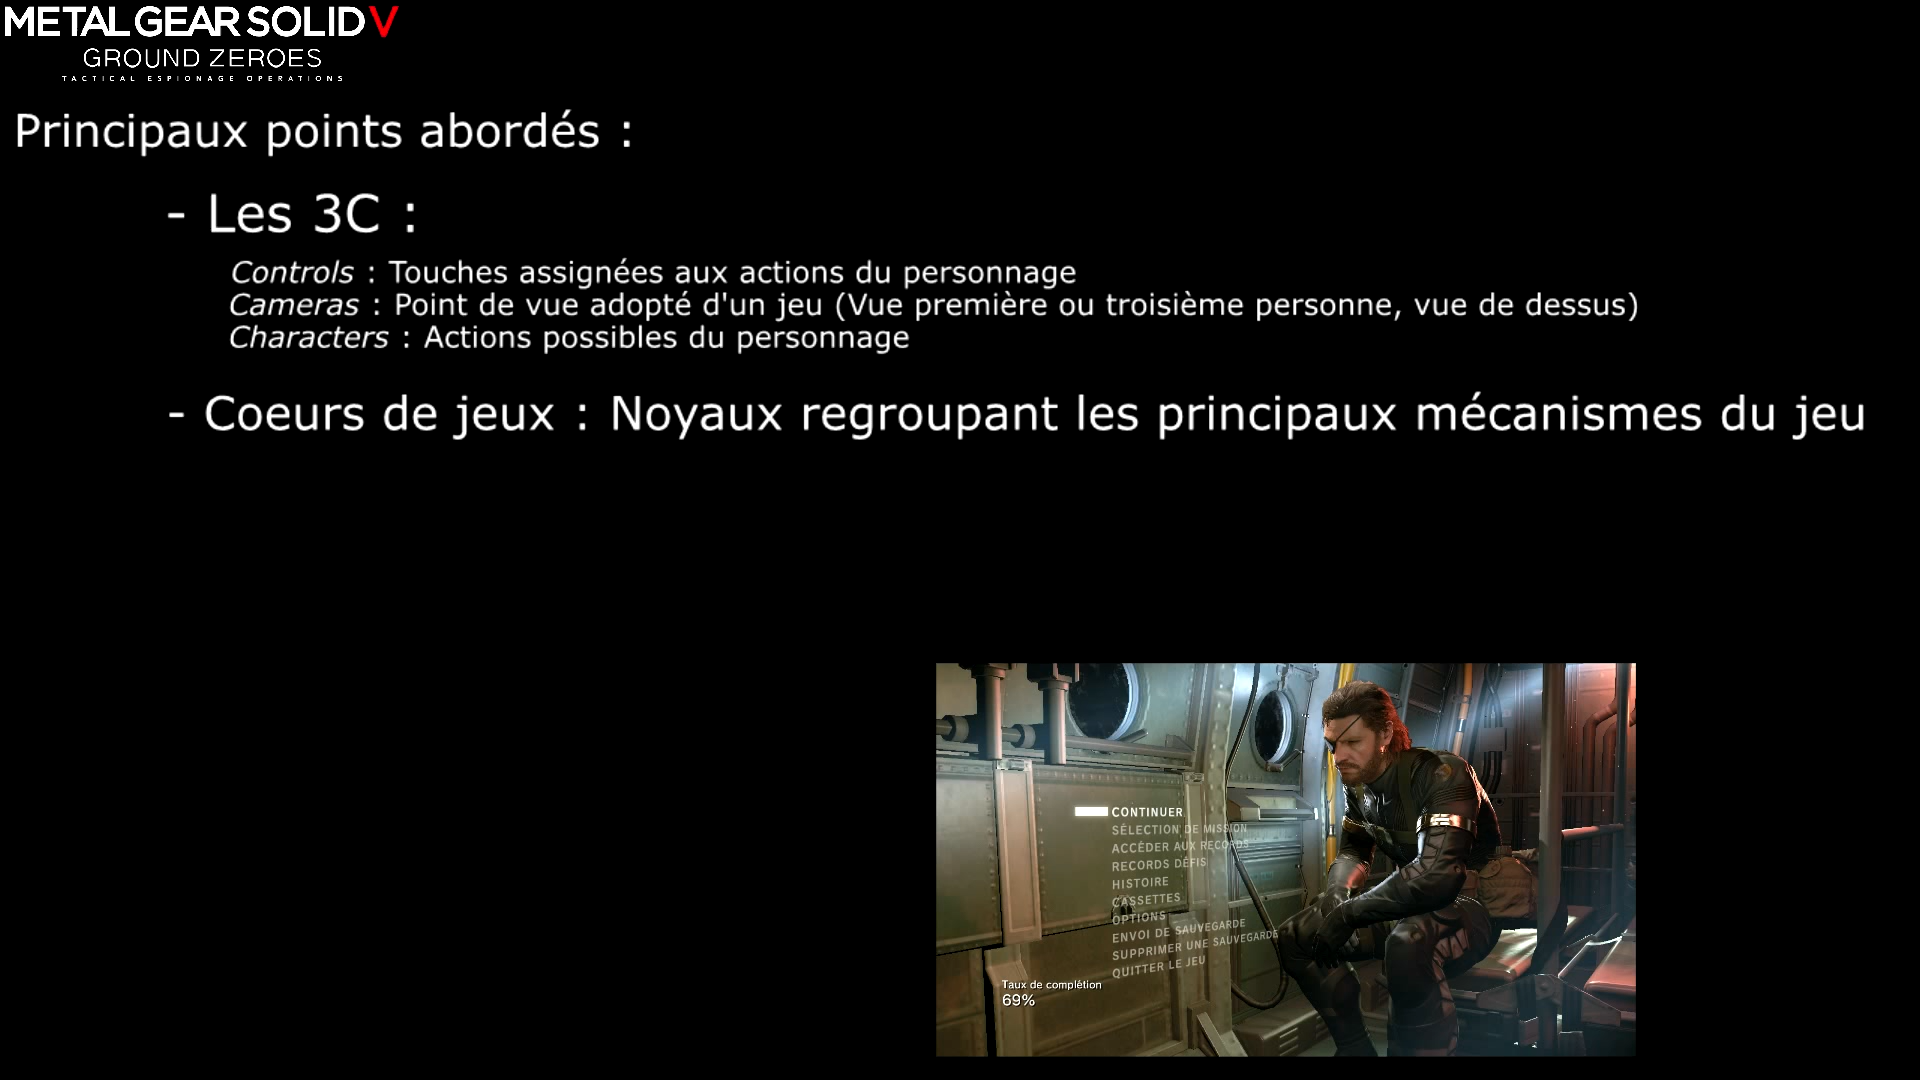 METAL GEAR SOLID V
GROUND ZEROES
TACTICAL ESPIONAGE OPERATIONS
Principaux points abordés :
- Les 3C :
Controls : Touches assignées aux actions du personnage
Cameras : Point de vue adopté d'un jeu (Vue première ou troisième personne, vue de dessus)
Characters : Actions possibles du personnage
- Coeurs de jeux : Noyaux regroupant les principaux mécanismes du jeu
CONTINUER
SÉLECTION DE MISSION
ACCÉDER AUX RECORDS
RECORDS DÉFIS
HISTOIRE
CASSETTES
OPTIONS
ENVOI DE SAUVEGARDE
SUPPRIMER UNE SAUVEGARDE
QUITTER LE JEU
Taux de complétion
69%